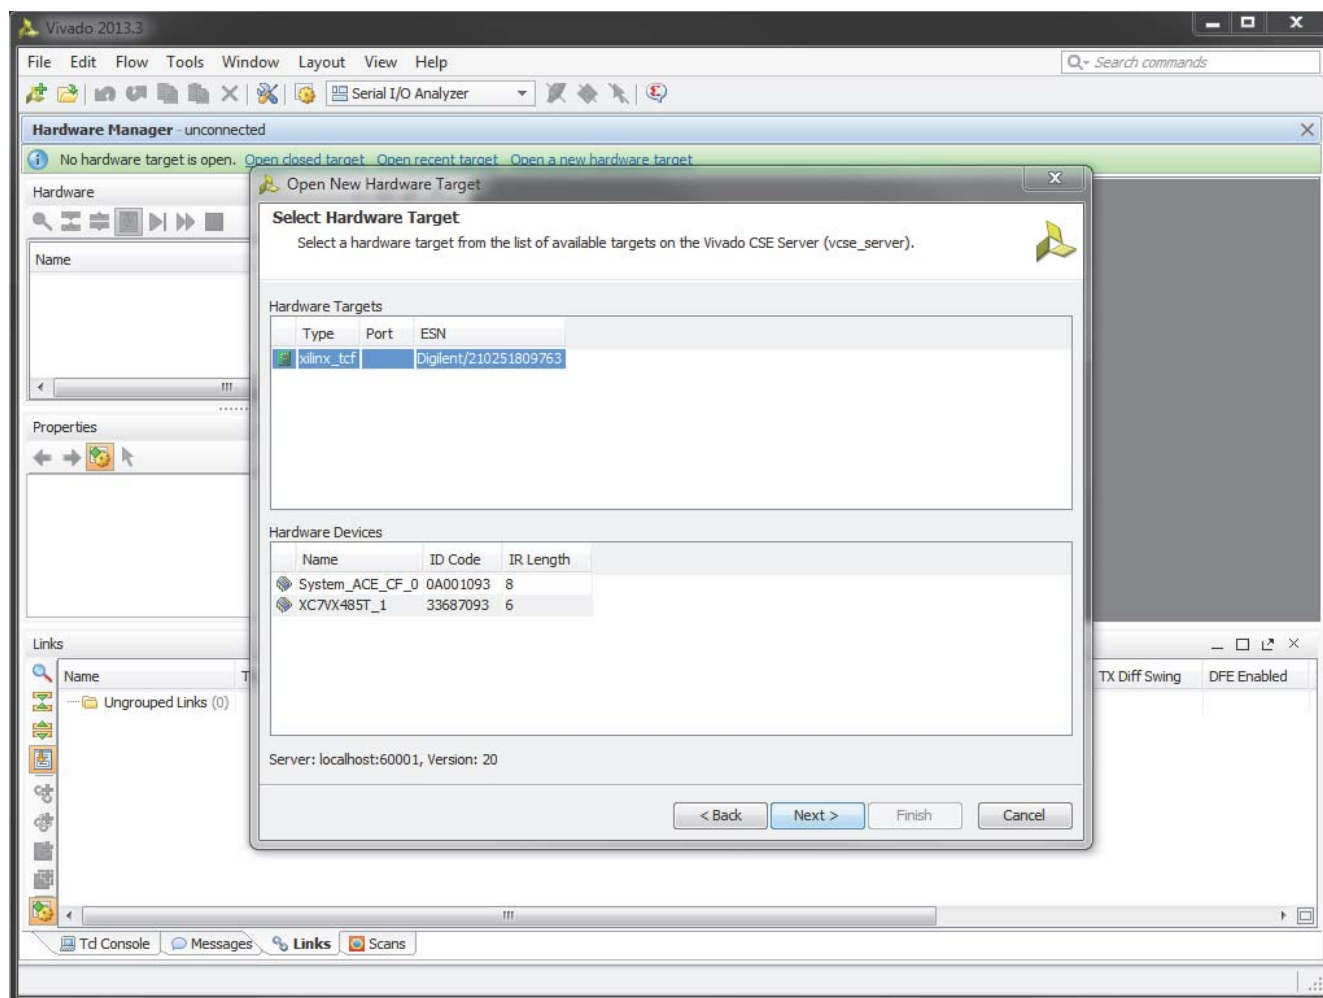 Vivado 2013.3
File Edit Flow Tools Window Layout View Help
Search commands
Serial I/O Analyzer
Hardware Manager - unconnected
No hardware target is open. Open closed target Open recent target Open a new hardware target
Hardware
Name
Properties
Open New Hardware Target
Select Hardware Target
Select a hardware target from the list of available targets on the Vivado CSE Server (vcse_server).
Hardware Targets
Type Port ESN
xilinx_tcf Digilent/210251809763
Hardware Devices
Name ID Code IR Length
System_ACE_CF_0 0A001093 8
XC7VX485T_1 33687093 6
Server: localhost:60001, Version: 20
< Back Next > Finish Cancel
Links
Name T TX Diff Swing DFE Enabled
Ungrouped Links (0)
Tcl Console Messages Links Scans